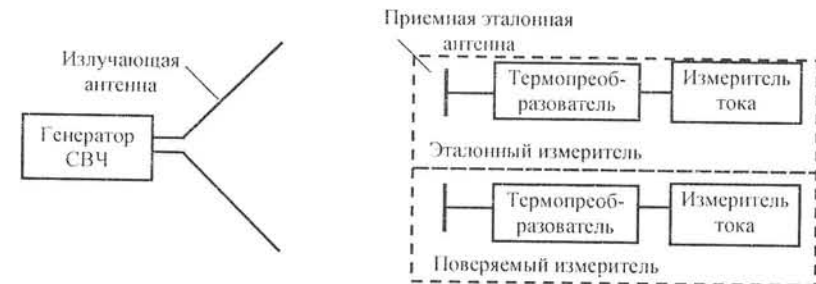 Приемная эталонная
антенна
Излучающая
антенна
Генератор
СВЧ
Термопреоб-
разователь
Измеритель
тока
Эталонный измеритель
Термопреоб-
разователь
Измеритель
тока
Поверяемый измеритель